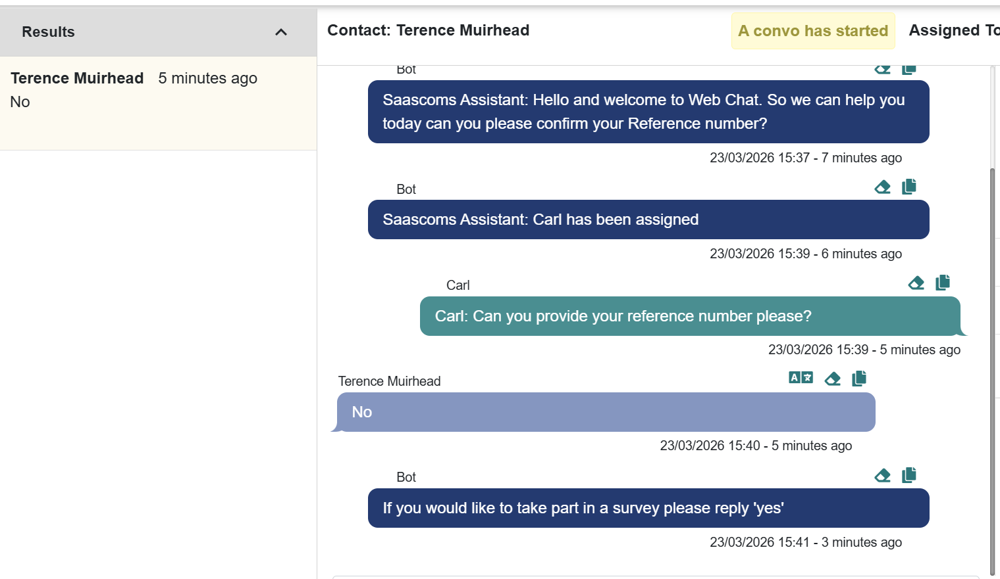 Results
Terence Muirhead 5 minutes ago
No
Contact: Terence Muirhead
A convo has started
Assigned To
Bot
Saascoms Assistant: Hello and welcome to Web Chat. So we can help you
today can you please confirm your Reference number?
23/03/2026 15:37 - 7 minutes ago
Bot
Saascoms Assistant: Carl has been assigned
23/03/2026 15:39 - 6 minutes ago
Carl
Carl: Can you provide your reference number please?
23/03/2026 15:39 - 5 minutes ago
Terence Muirhead
No
23/03/2026 15:40 - 5 minutes ago
Bot
If you would like to take part in a survey please reply 'yes'
23/03/2026 15:41 - 3 minutes ago